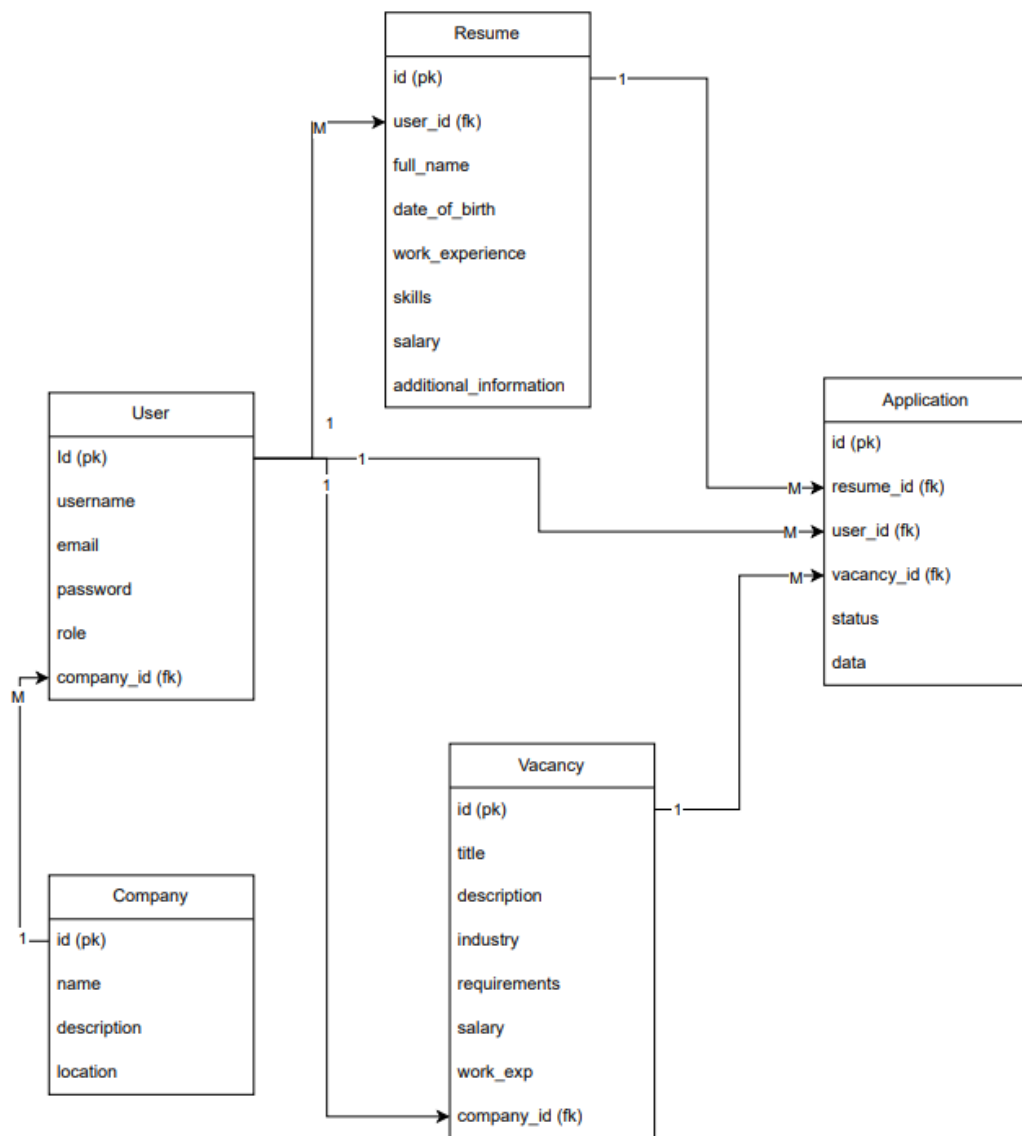 Resume
id (pk)
user_id (fk)
full_name
date_of_birth
work_experience
skills
salary
additional_information
1
M
1
User
Id (pk)
username
email
password
role
company_id (fk)
1
1
M
Application
id (pk)
resume_id (fk)
user_id (fk)
vacancy_id (fk)
status
data
M
M
M
1
Company
id (pk)
name
description
location
Vacancy
id (pk)
title
description
industry
requirements
salary
work_exp
company_id (fk)
1